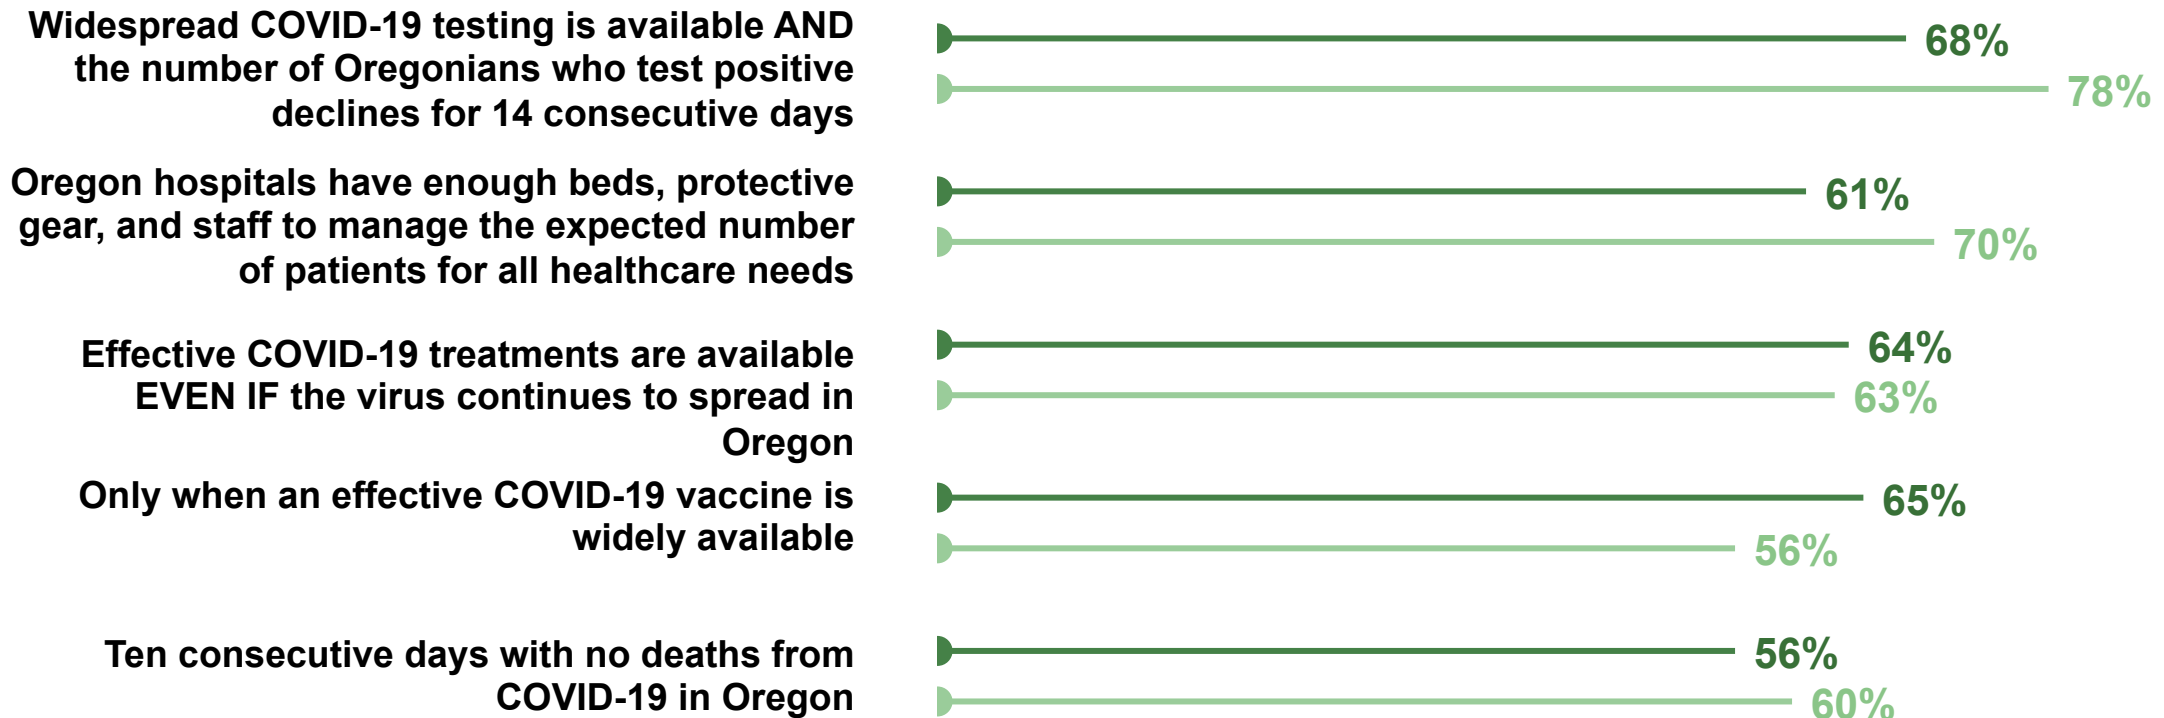 Widespread COVID-19 testing is available AND
the number of Oregonians who test positive
declines for 14 consecutive days
68%
78%
Oregon hospitals have enough beds, protective
gear, and staff to manage the expected number
of patients for all healthcare needs
61%
70%
Effective COVID-19 treatments are available
EVEN IF the virus continues to spread in
Oregon
64%
63%
Only when an effective COVID-19 vaccine is
widely available
65%
56%
Ten consecutive days with no deaths from
COVID-19 in Oregon
56%
60%